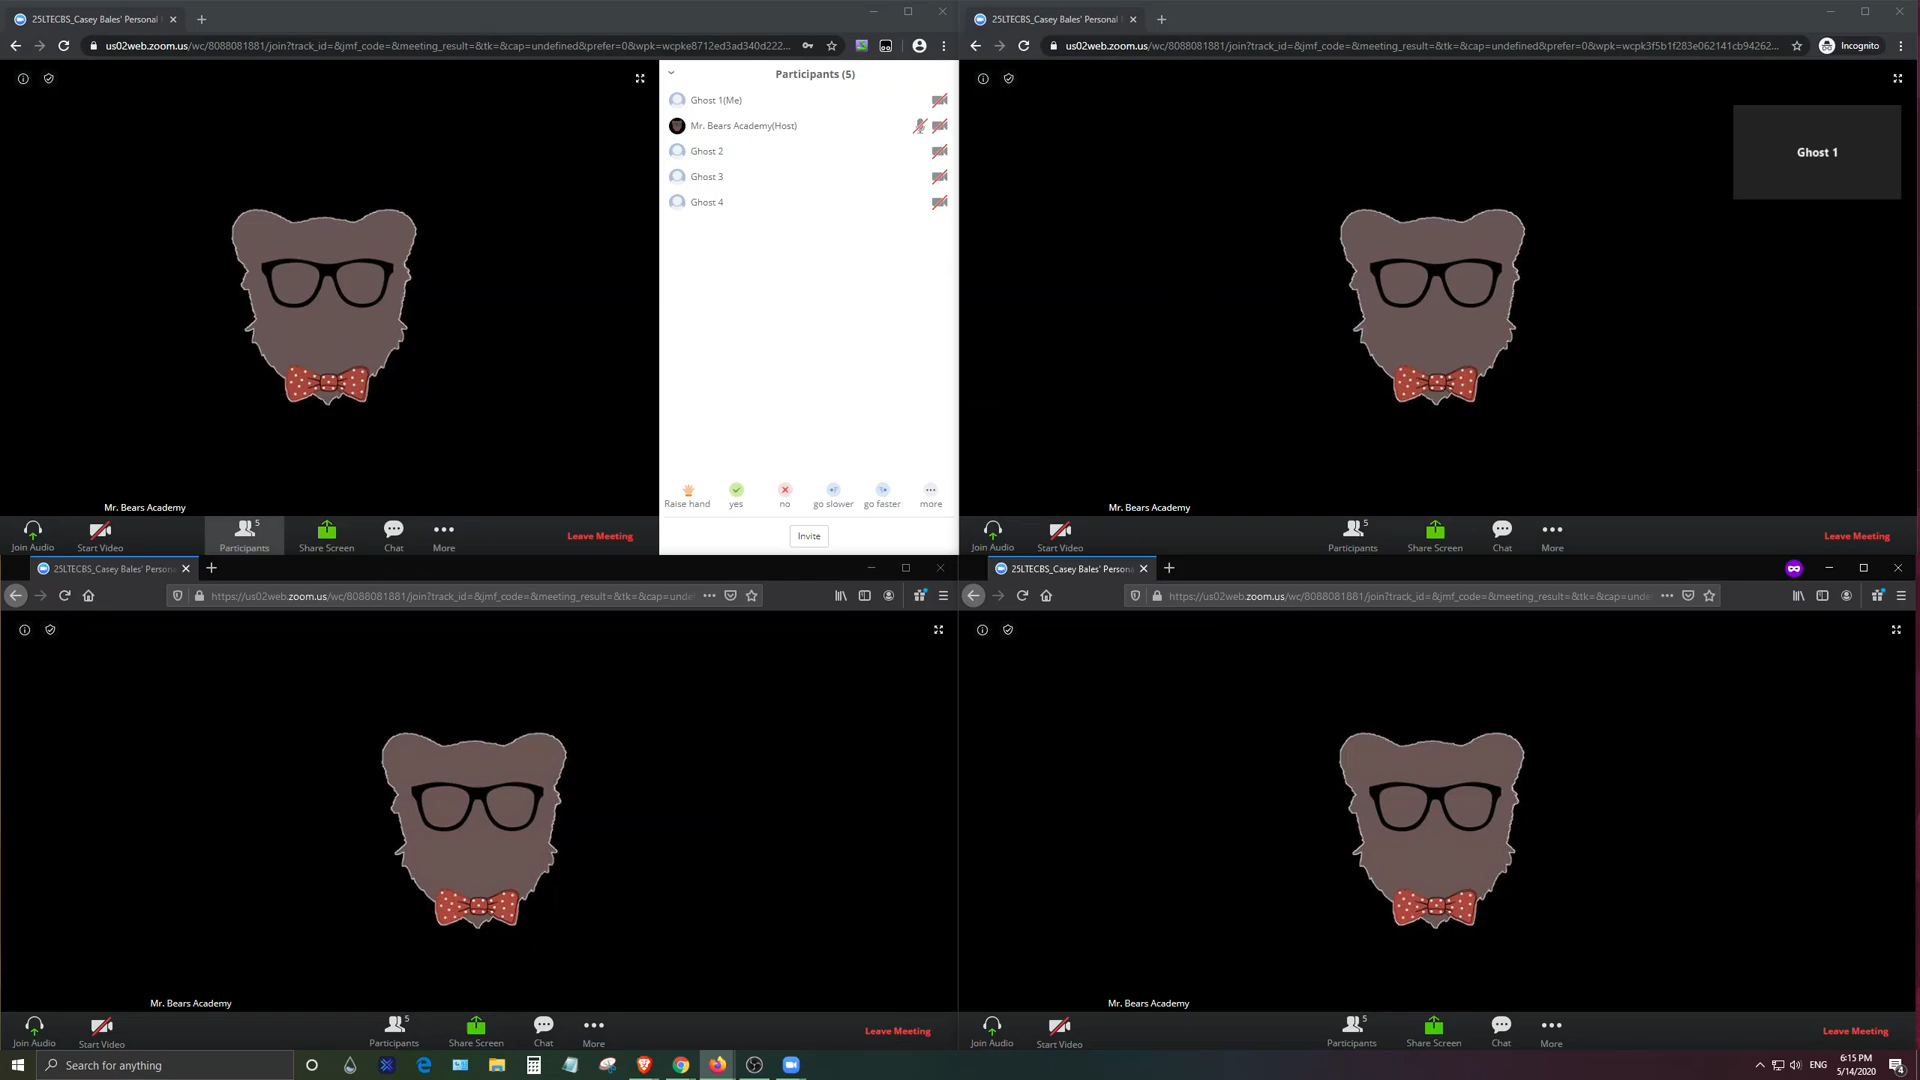 25LTECBS_Casey Bales' Personal
us02web.zoom.us/wc/8088081881/join?track_id=&jmf_code=&meeting_result=&tk=&cap=undefined&prefer=0&wpk=wcpke8712ed3ad340d222...
Participants (5)
Ghost 1(Me)
Mr. Bears Academy(Host)
Ghost 2
Ghost 3
Ghost 4
Raise hand
yes
no
go slower
go faster
more
Invite
Mr. Bears Academy
Join Audio
Start Video
5
Participants
Share Screen
Chat
More
Leave Meeting
25LTECBS_Casey Bales' Personal
us02web.zoom.us/wc/8088081881/join?track_id=&jmf_code=&meeting_result=&tk=&cap=undefined&prefer=0&wpk=wcpk3f5b1f283e062141cb94262...
Incognito
Ghost 1
Mr. Bears Academy
Join Audio
Start Video
5
Participants
Share Screen
Chat
More
Leave Meeting
25LTECBS_Casey Bales' Persona
https://us02web.zoom.us/wc/8088081881/join?track_id=&jmf_code=&meeting_result=&tk=&cap=unde
Mr. Bears Academy
Join Audio
Start Video
5
Participants
Share Screen
Chat
More
Leave Meeting
25LTECBS_Casey Bales' Persona
https://us02web.zoom.us/wc/8088081881/join?track_id=&jmf_code=&meeting_result=&tk=&cap=unde
Mr. Bears Academy
Join Audio
Start Video
5
Participants
Share Screen
Chat
More
Leave Meeting
Search for anything
ENG
6:15 PM
5/14/2020
4